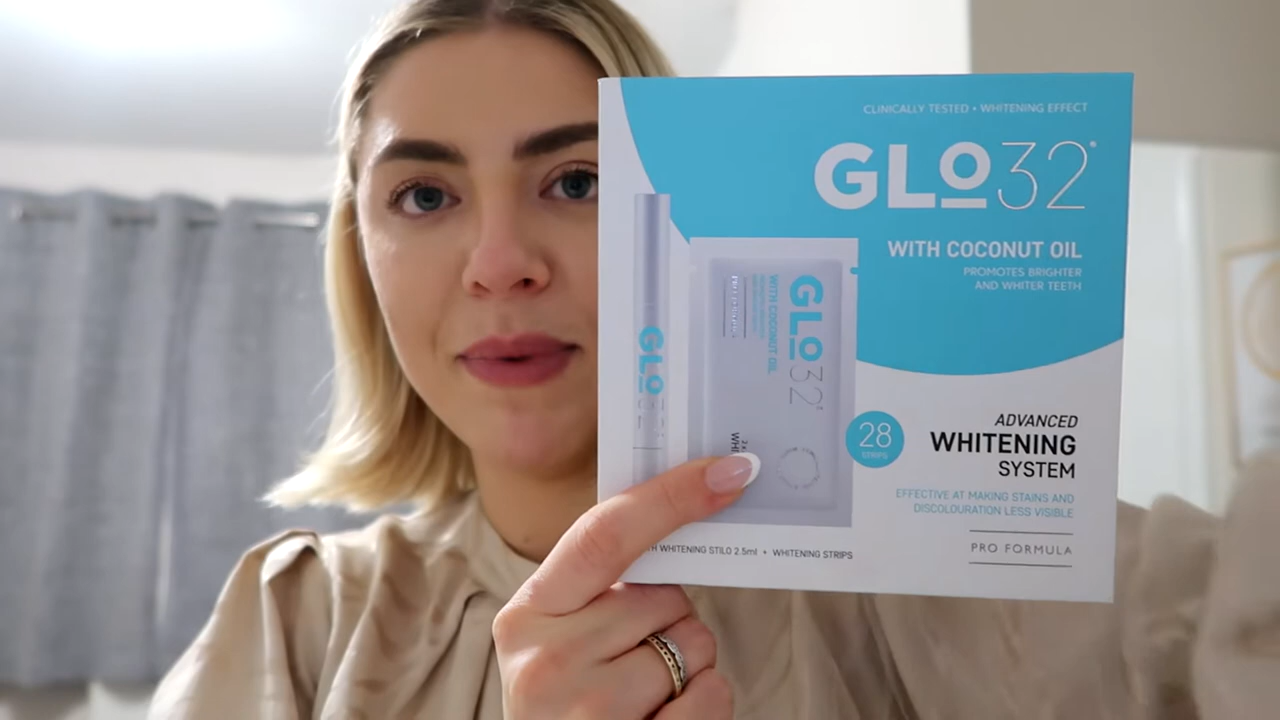 CLINICALLY TESTED • WHITENING EFFECT
GLO32®
WITH COCONUT OIL
PROMOTES BRIGHTER
AND WHITER TEETH
GLO32
GLO32®
WITH COCONUT OIL
28
STRIPS
ADVANCED
WHITENING
SYSTEM
EFFECTIVE AT MAKING STAINS AND
DISCOLOURATION LESS VISIBLE
PRO FORMULA
WHITENING STILO 2.5ml • WHITENING STRIPS